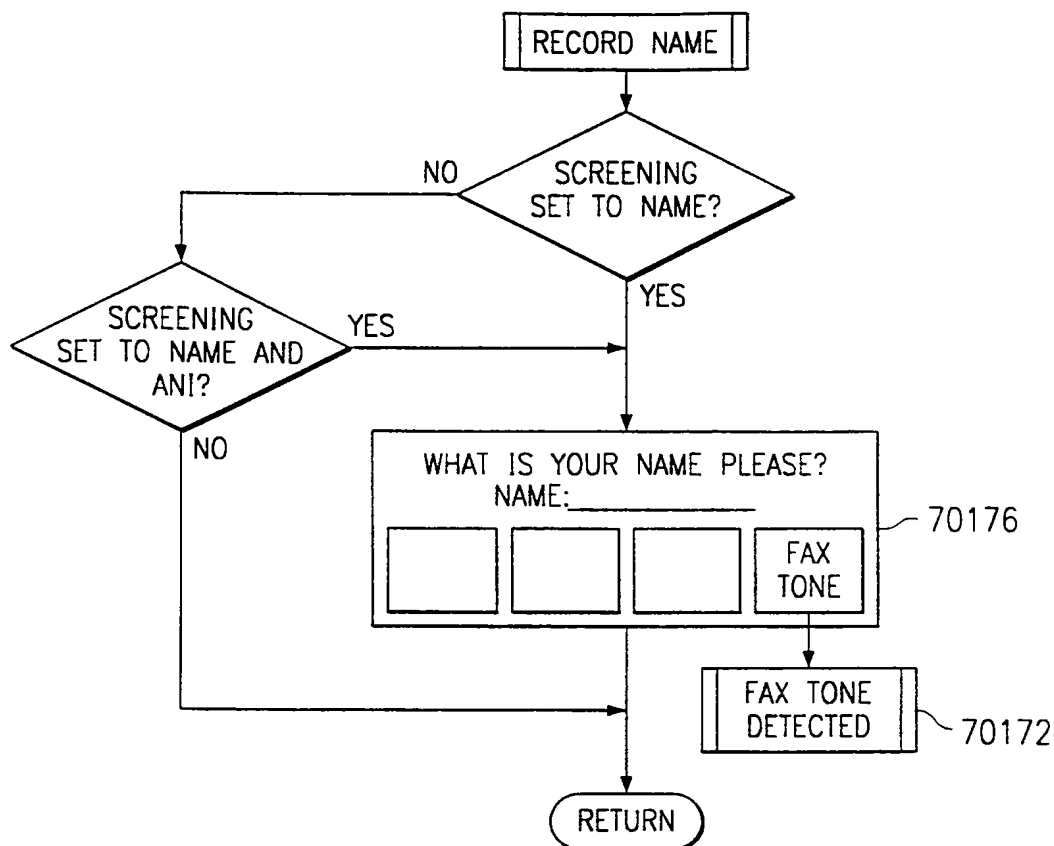 RECORD NAME
SCREENING
SET TO NAME?
NO
YES
SCREENING
SET TO NAME AND
ANI?
YES
NO
WHAT IS YOUR NAME PLEASE?
NAME:
70176
FAX
TONE
FAX TONE
DETECTED
70172
RETURN